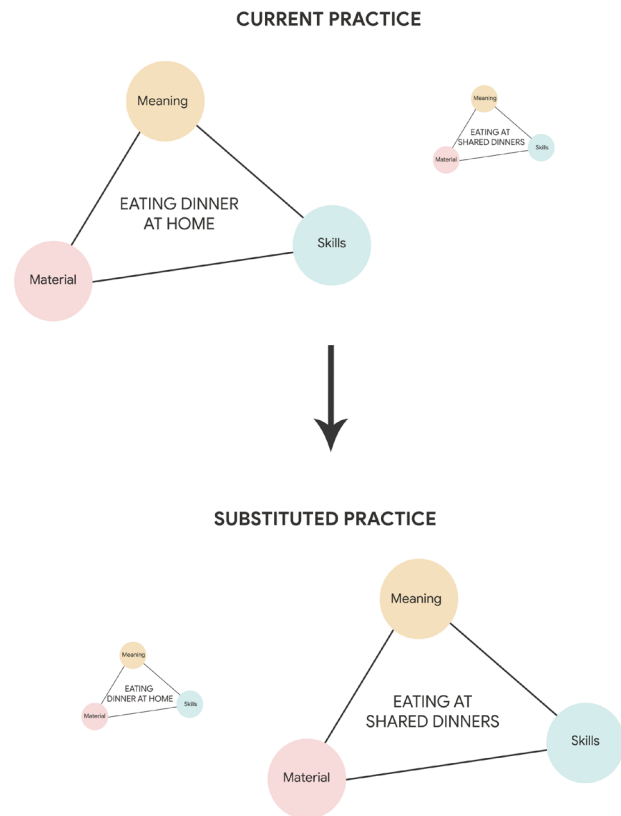 CURRENT PRACTICE
Meaning
EATING DINNER
AT HOME
Skills
Material
Meaning
EATING AT
SHARED DINNERS
Skills
Material
SUBSTITUTED PRACTICE
Meaning
EATING
DINNER AT HOME
Skills
Material
Meaning
EATING AT
SHARED DINNERS
Skills
Material